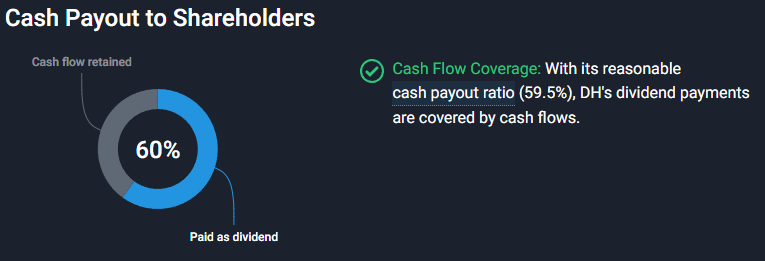 Cash Payout to Shareholders
Cash flow retained
60%
Paid as dividend
Cash Flow Coverage: With its reasonable
cash payout ratio (59.5%), DH's dividend payments
are covered by cash flows.